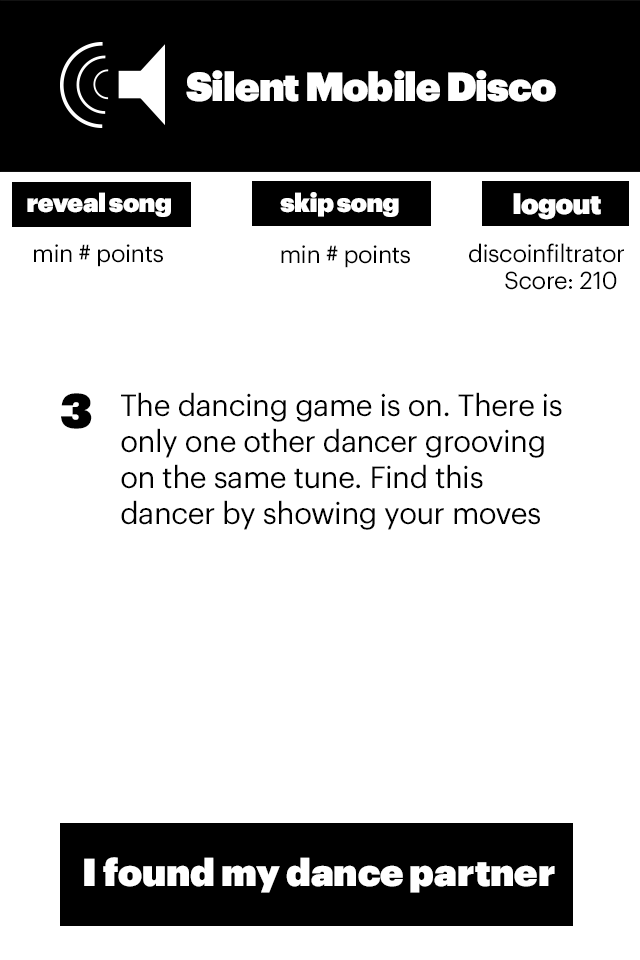 Silent Mobile Disco
reveal song
skip song
logout
min # points
min # points
discoinfiltrator
Score: 210
3
The dancing game is on. There is
only one other dancer grooving
on the same tune. Find this
dancer by showing your moves
I found my dance partner